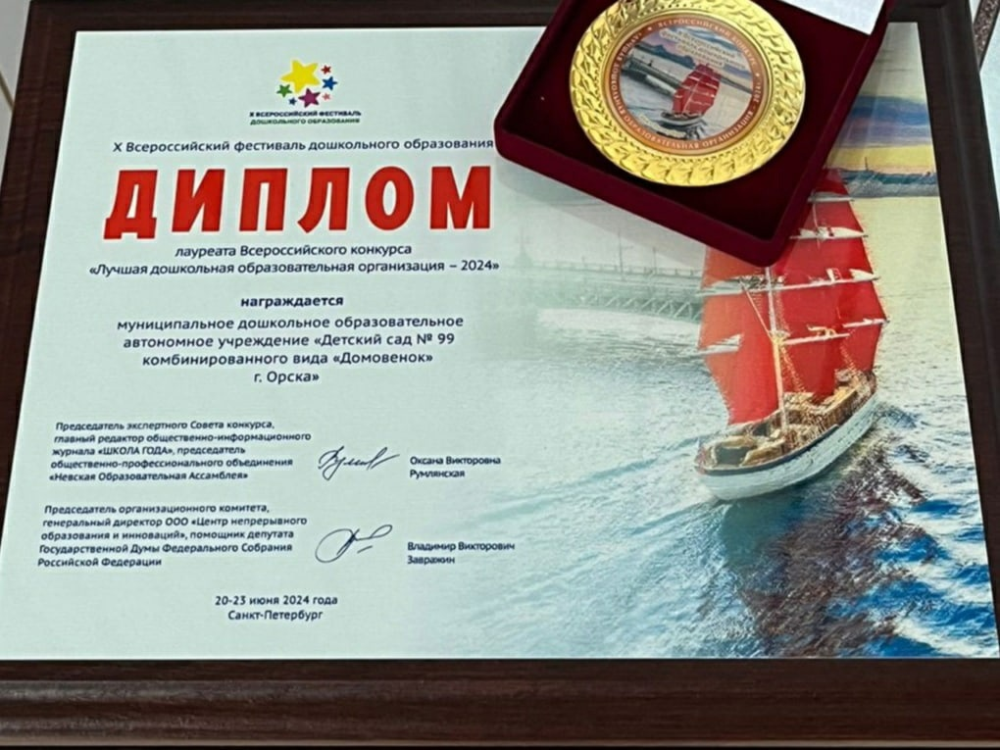 X ВСЕРОССИЙСКИЙ ФЕСТИВАЛЬ
ДОШКОЛЬНОГО ОБРАЗОВАНИЯ
X Всероссийский фестиваль дошкольного образования
ДИПЛОМ
лауреата Всероссийского конкурса
«Лучшая дошкольная образовательная организация – 2024»
награждается
муниципальное дошкольное образовательное
автономное учреждение «Детский сад № 99
комбинированного вида «Домовенок»
г. Орска»
Председатель экспертного Совета конкурса,
главный редактор общественно-информационного
журнала «ШКОЛА ГОДА», председатель
общественно-профессионального объединения
«Невская Образовательная Ассамблея»
Оксана Викторовна
Румлянская
Председатель организационного комитета,
генеральный директор ООО «Центр непрерывного
образования и инноваций», помощник депутата
Государственной Думы Федерального Собрания
Российской Федерации
Владимир Викторович
Завражин
20-23 июня 2024 года
Санкт-Петербург
ВСЕРОССИЙСКИЙ КОНКУРС
ОБРАЗОВАТЕЛЬНАЯ ОРГАНИЗАЦИЯ